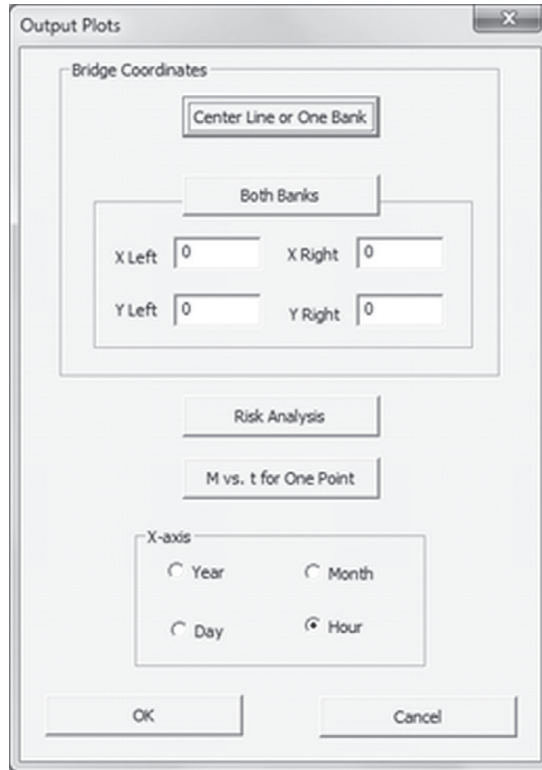 Output Plots
Bridge Coordinates
Center Line or One Bank
Both Banks
X Left 0 X Right 0
Y Left 0 Y Right 0
Risk Analysis
M vs. t for One Point
X-axis
Year Month
Day Hour
OK Cancel